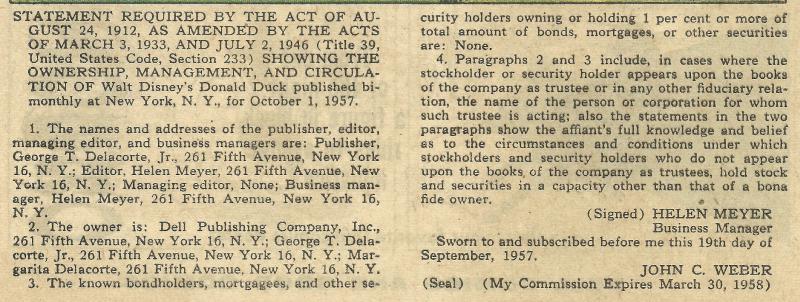 STATEMENT REQUIRED BY THE ACT OF AU-
GUST 24, 1912, AS AMENDED BY THE ACTS
OF MARCH 3, 1933, AND JULY 2, 1946 (Title 39,
United States Code, Section 233) SHOWING THE
OWNERSHIP, MANAGEMENT, AND CIRCULA-
TION OF Walt Disney's Donald Duck published bi-
monthly at New York, N. Y., for October 1, 1957.
1. The names and addresses of the publisher, editor,
managing editor, and business managers are: Publisher,
George T. Delacorte, Jr., 261 Fifth Avenue, New York
16, N. Y.; Editor, Helen Meyer, 261 Fifth Avenue, New
York 16, N. Y.; Managing editor, None; Business man-
ager, Helen Meyer, 261 Fifth Avenue, New York 16,
N. Y.
2. The owner is: Dell Publishing Company, Inc.,
261 Fifth Avenue, New York 16, N. Y.; George T. Dela-
corte, Jr., 261 Fifth Avenue, New York 16, N. Y.; Mar-
garita Delacorte, 261 Fifth Avenue, New York 16, N. Y.
3. The known bondholders, mortgagees, and other se-
curity holders owning or holding 1 per cent or more of
total amount of bonds, mortgages, or other securities
are: None.
4. Paragraphs 2 and 3 include, in cases where the
stockholder or security holder appears upon the books
of the company as trustee or in any other fiduciary rela-
tion, the name of the person or corporation for whom
such trustee is acting; also the statements in the two
paragraphs show the affiant's full knowledge and belief
as to the circumstances and conditions under which
stockholders and security holders who do not appear
upon the books of the company as trustees, hold stock
and securities in a capacity other than that of a bona
fide owner.
(Signed) HELEN MEYER
Business Manager
Sworn to and subscribed before me this 19th day of
September, 1957.
JOHN C. WEBER
(Seal) (My Commission Expires March 30, 1958)